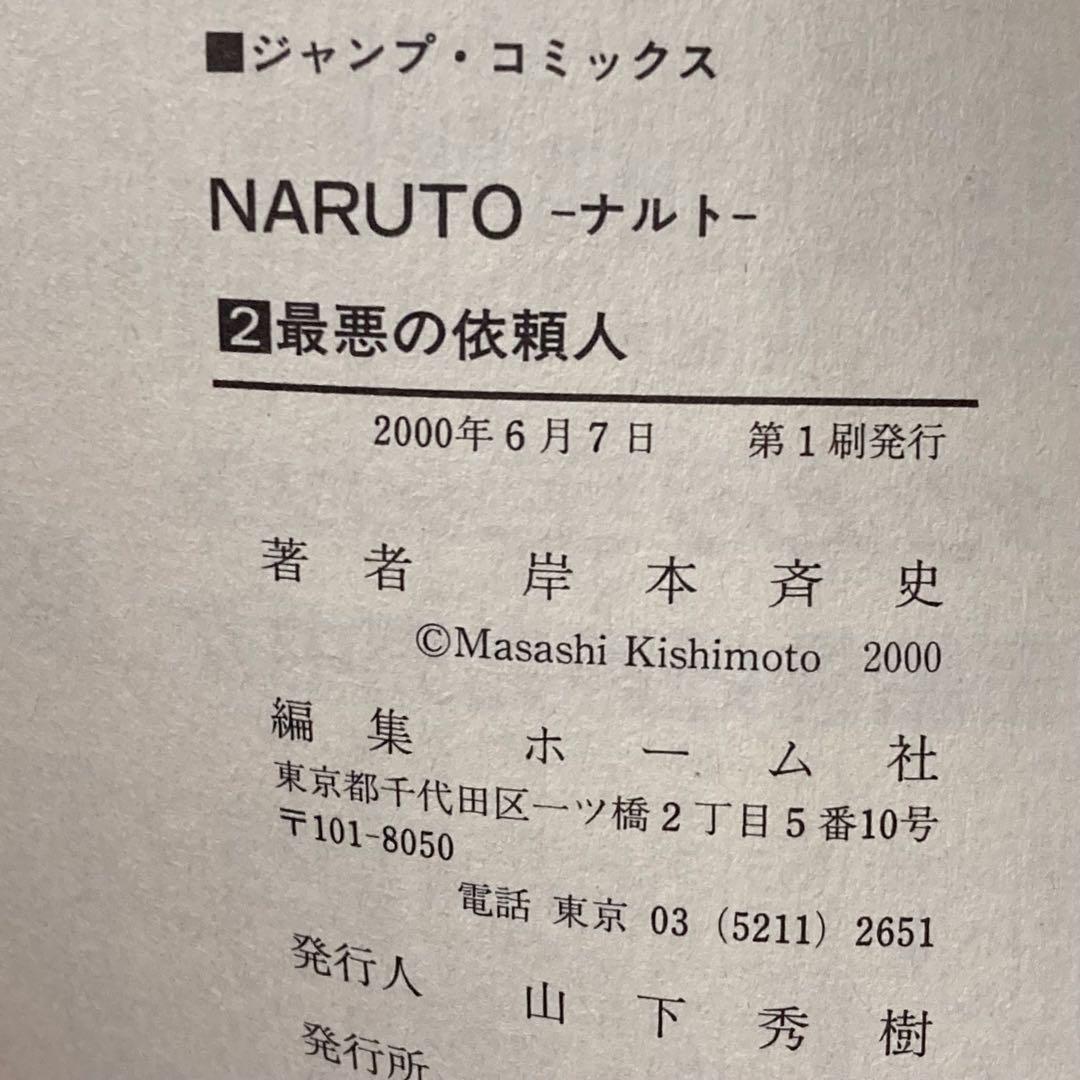 ■ジャンプ・コミックス
NARUTO －ナルト－
2最悪の依頼人
2000年6月7日 第1刷発行
著者 岸本斉史
©Masashi Kishimoto 2000
編集 ホーム社
東京都千代田区一ツ橋2丁目5番10号
〒101-8050
電話 東京 03 (5211) 2651
発行人 山下秀樹
発行所